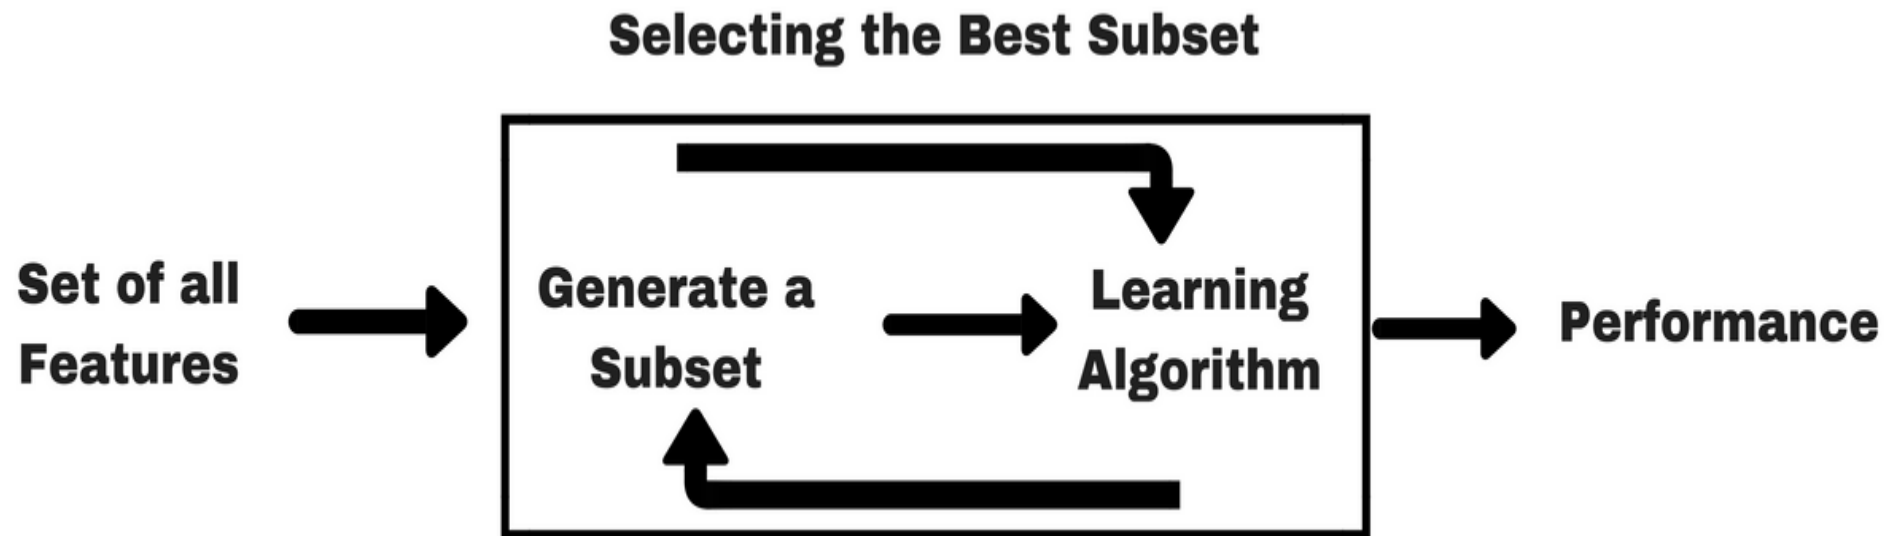 Selecting the Best Subset
Set of all
Features
Generate a
Subset
Learning
Algorithm
Performance